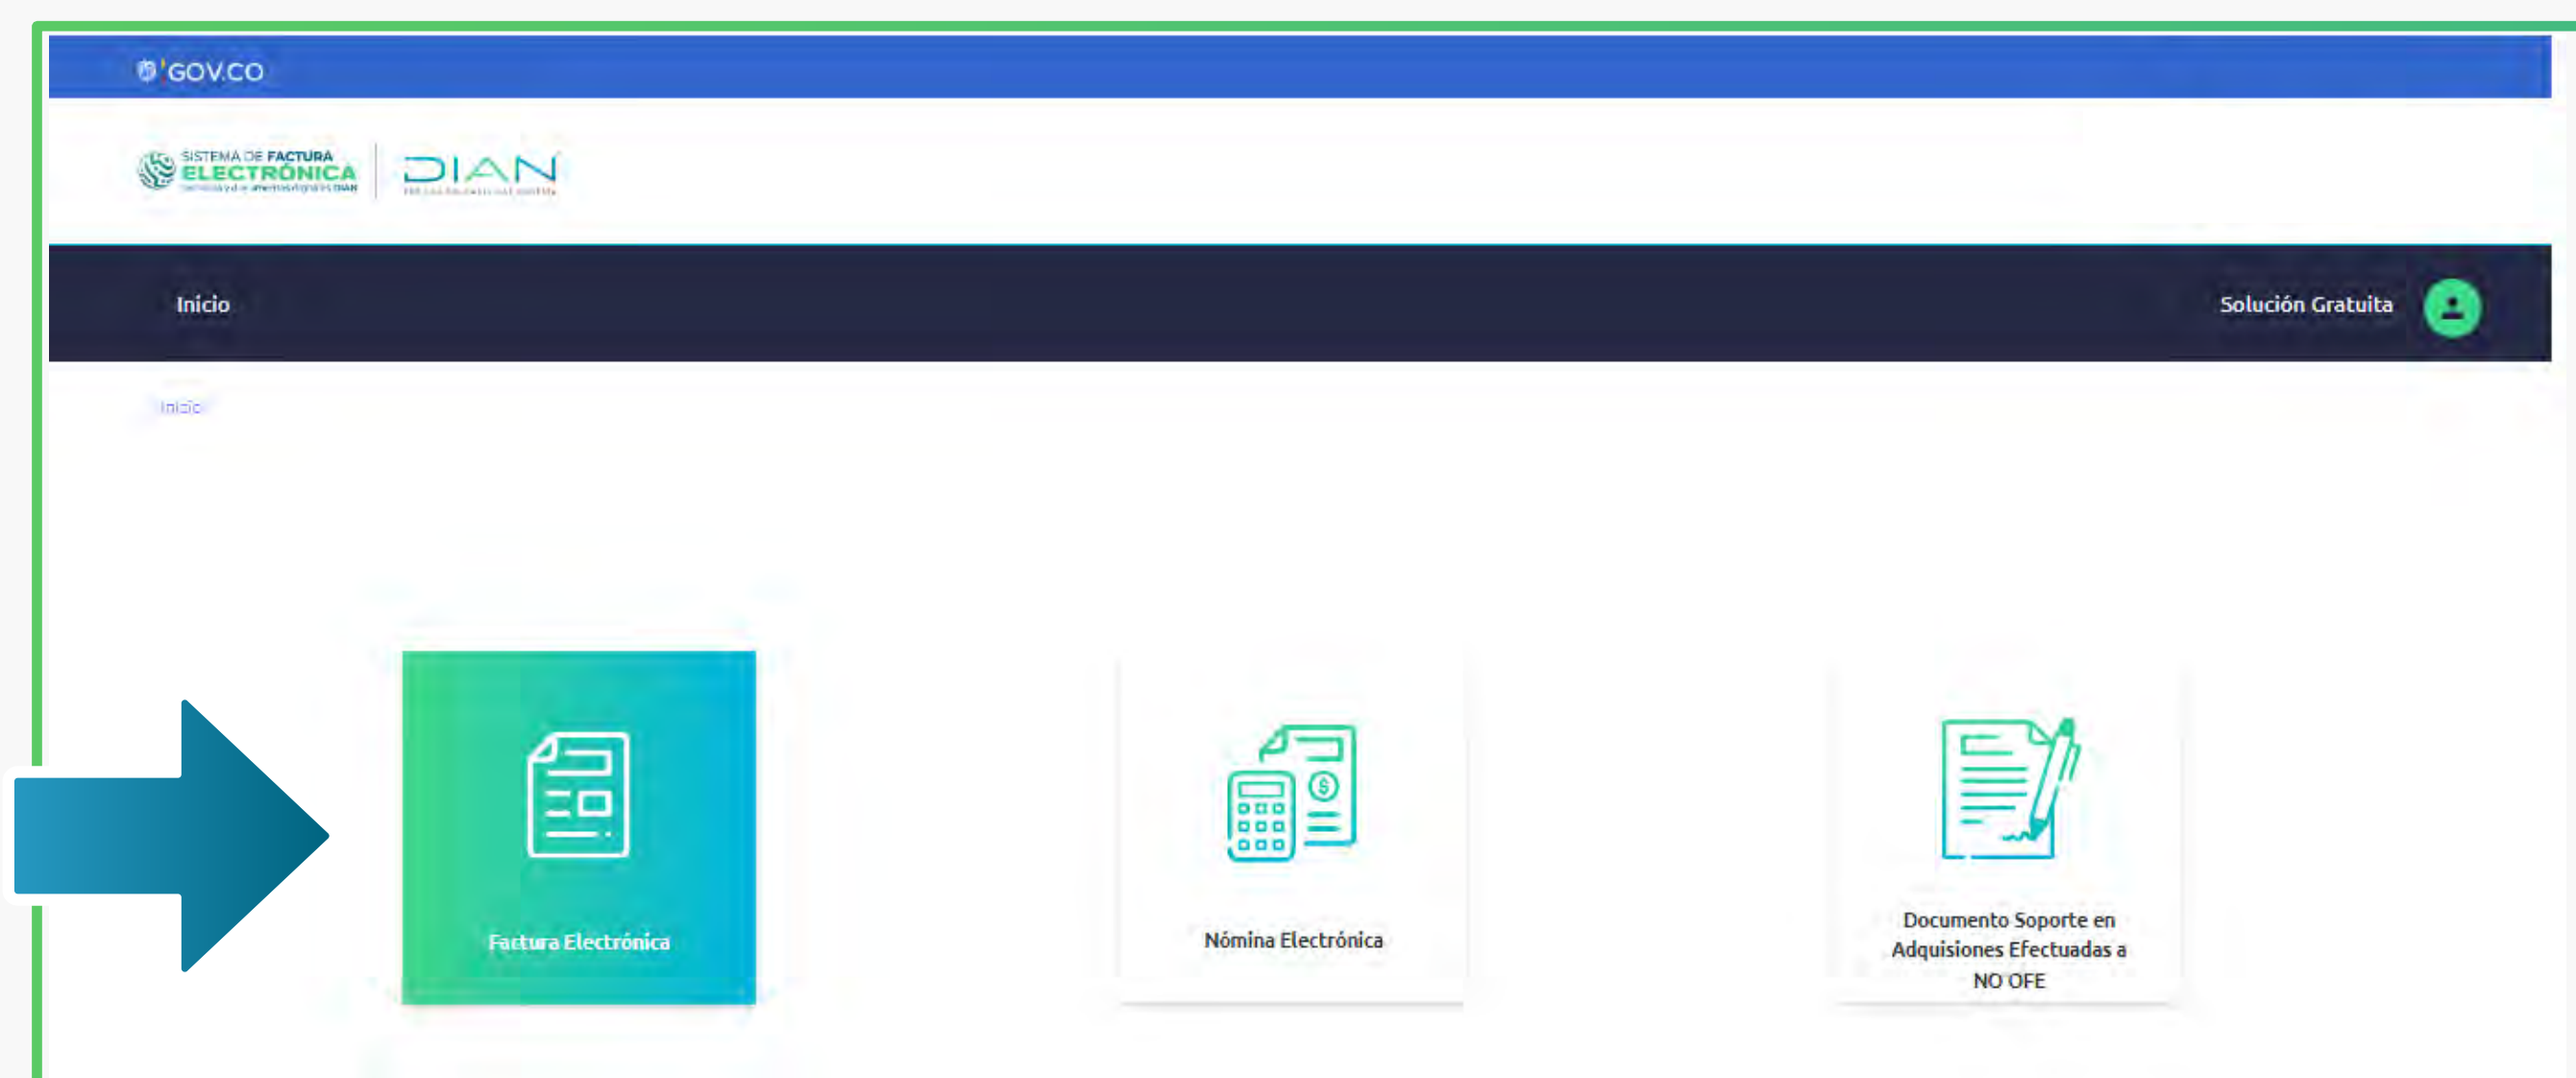 GOV.CO
SISTEMA DE FACTURA
ELECTRÓNICA
DIAN
Inicio
Solución Gratuita
Inicio
Factura Electrónica
Nómina Electrónica
Documento Soporte en
Adquisiones Efectuadas a
NO OFE